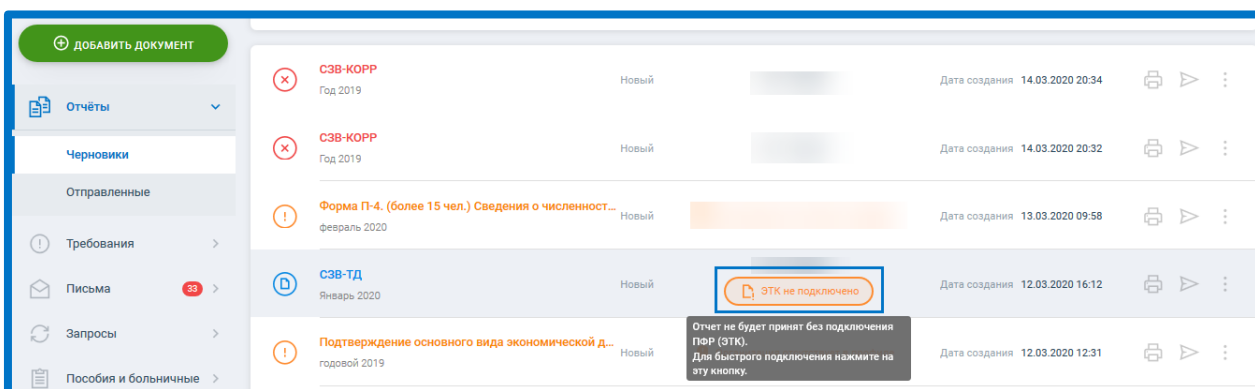 ДОБАВИТЬ ДОКУМЕНТ
Отчёты
Черновики
Отправленные
Требования
Письма 33
Запросы
Пособия и больничные
СЗВ-КОРР
Год 2019
Новый
Дата создания 14.03.2020 20:34
СЗВ-КОРР
Год 2019
Новый
Дата создания 14.03.2020 20:32
Форма П-4. (более 15 чел.) Сведения о численност...
февраль 2020
Новый
Дата создания 13.03.2020 09:58
СЗВ-ТД
Январь 2020
Новый
ЭТК не подключено
Дата создания 12.03.2020 16:12
Отчет не будет принят без подключения
ПФР (ЭТК).
Для быстрого подключения нажмите на
эту кнопку.
Подтверждение основного вида экономической д...
годовой 2019
Новый
Дата создания 12.03.2020 12:31